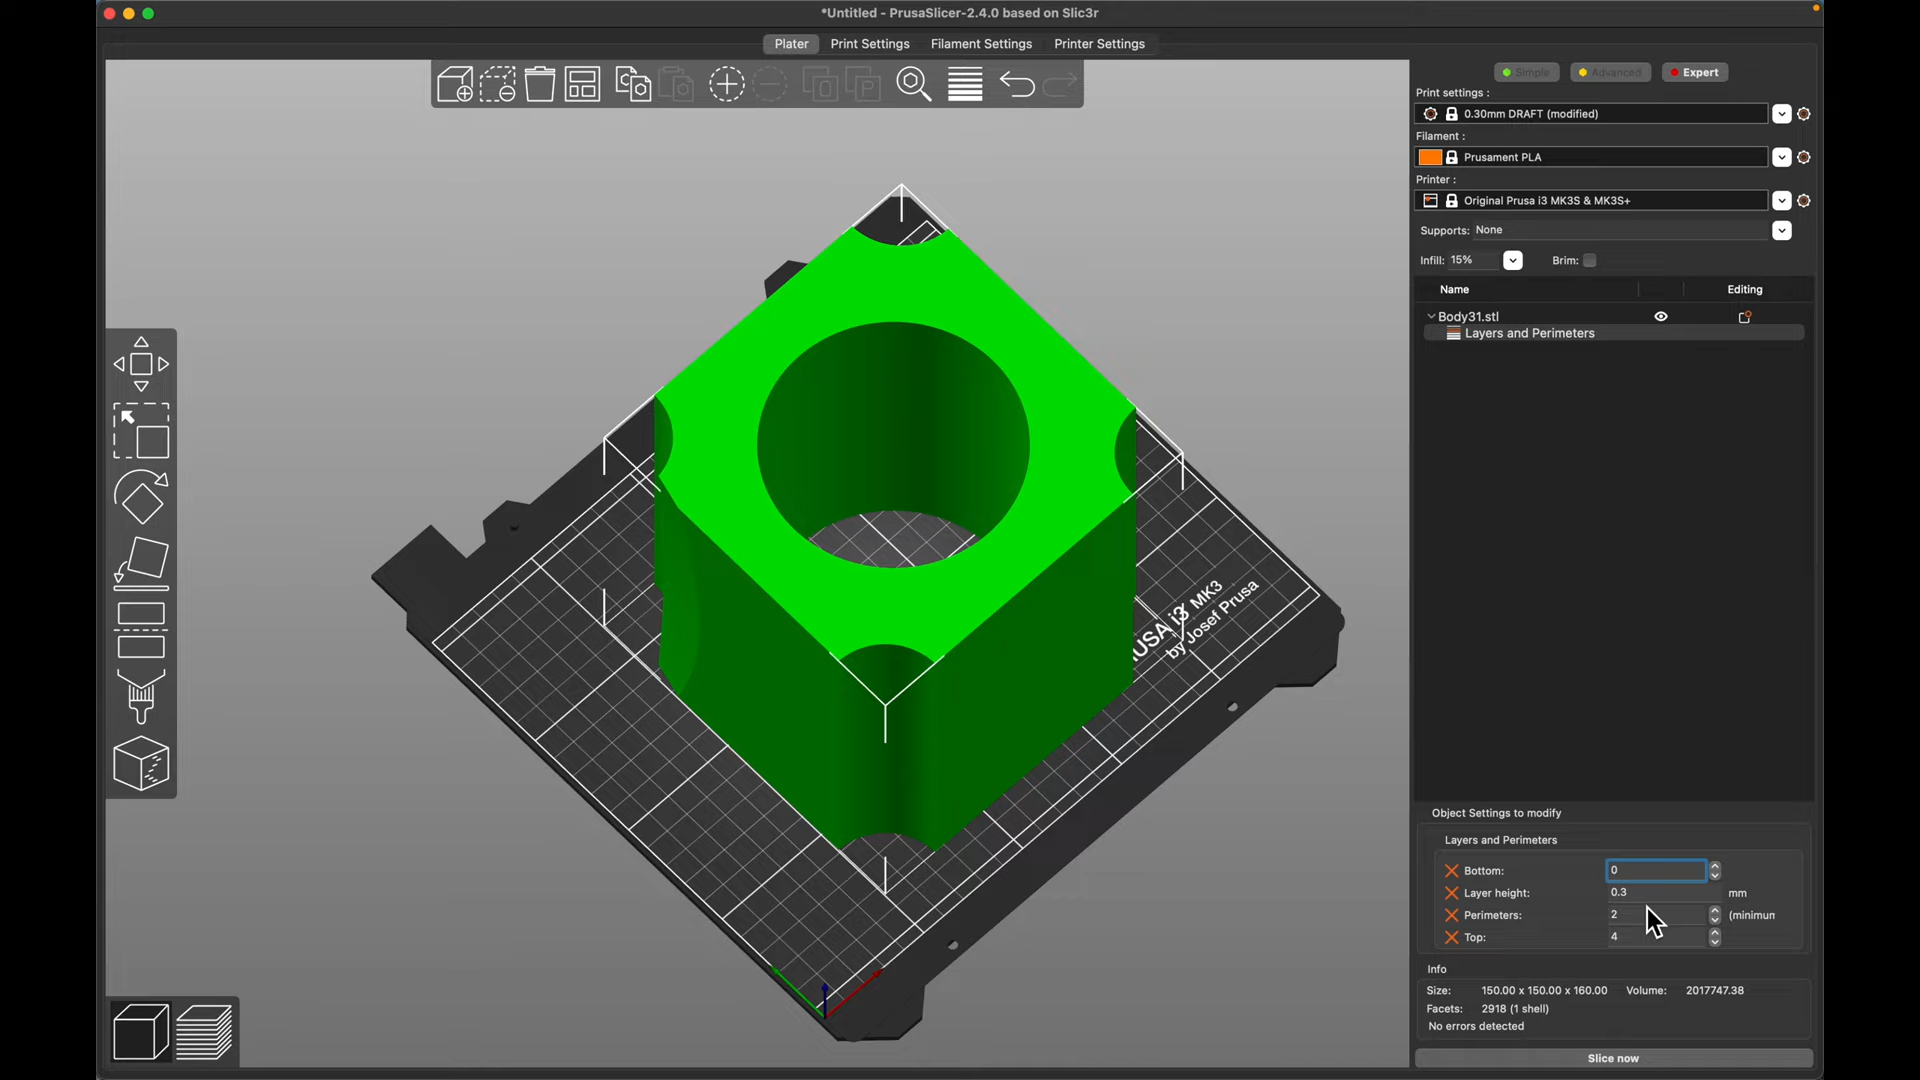 *Untitled - PrusaSlicer-2.4.0 based on Slic3r
Plater Print Settings Filament Settings Printer Settings
Simple Advanced Expert
Print settings :
0.30mm DRAFT (modified)
Filament :
Prusament PLA
Printer :
Original Prusa i3 MK3S & MK3S+
Supports: None
Infill: 15% Brim:
Name Editing
Body31.stl
Layers and Perimeters
USA i3 MK3
by Josef Prusa
Object Settings to modify
Layers and Perimeters
Bottom: 0
Layer height: 0.3 mm
Perimeters: 2 (minimun
Top: 4
Info
Size: 150.00 x 150.00 x 160.00 Volume: 2017747.38
Facets: 2918 (1 shell)
No errors detected
Slice now